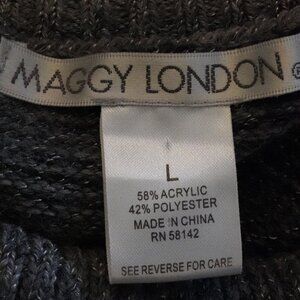 MAGGY LONDON ®
L
58% ACRYLIC
42% POLYESTER
MADE IN CHINA
RN 58142
SEE REVERSE FOR CARE